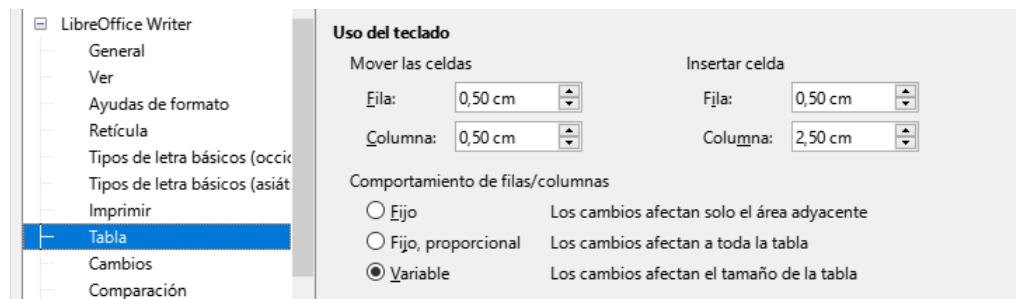 LibreOffice Writer
General
Ver
Ayudas de formato
Retícula
Tipos de letra básicos (occid
Tipos de letra básicos (asiát
Imprimir
Tabla
Cambios
Comparación
Uso del teclado
Mover las celdas
Fila: 0,50 cm
Columna: 0,50 cm
Insertar celda
Fila: 0,50 cm
Columna: 2,50 cm
Comportamiento de filas/columnas
Fijo Los cambios afectan solo el área adyacente
Fijo, proporcional Los cambios afectan a toda la tabla
Variable Los cambios afectan el tamaño de la tabla